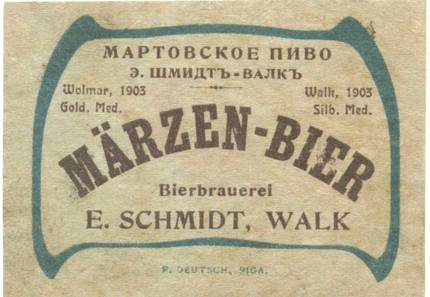 МАРТОВСКОЕ ПИВО
Э. ШМИДТЪ-ВАЛКЪ
Wolmar, 1903 Walk, 1903
Gold. Med. Silb. Med.
MÄRZEN-BIER
Bierbrauerei
E. SCHMIDT, WALK
F. DEUTSCH, RIGA.